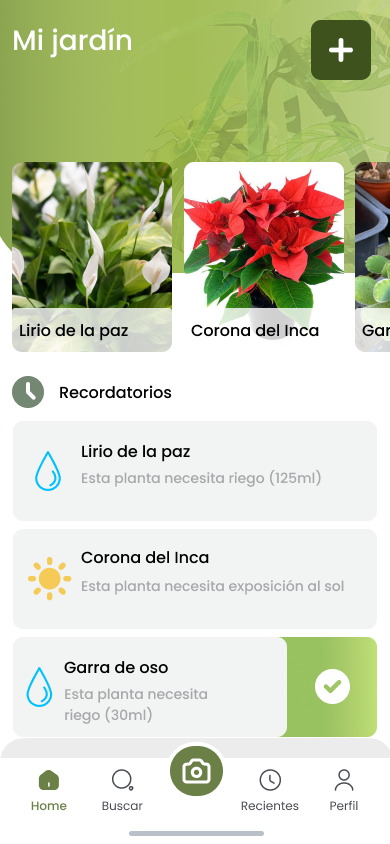 Mi jardín
Lirio de la paz
Corona del Inca
Gar
Recordatorios
Lirio de la paz
Esta planta necesita riego (125ml)
Corona del Inca
Esta planta necesita exposición al sol
Garra de oso
Esta planta necesita
riego (30ml)
Home
Buscar
Recientes
Perfil